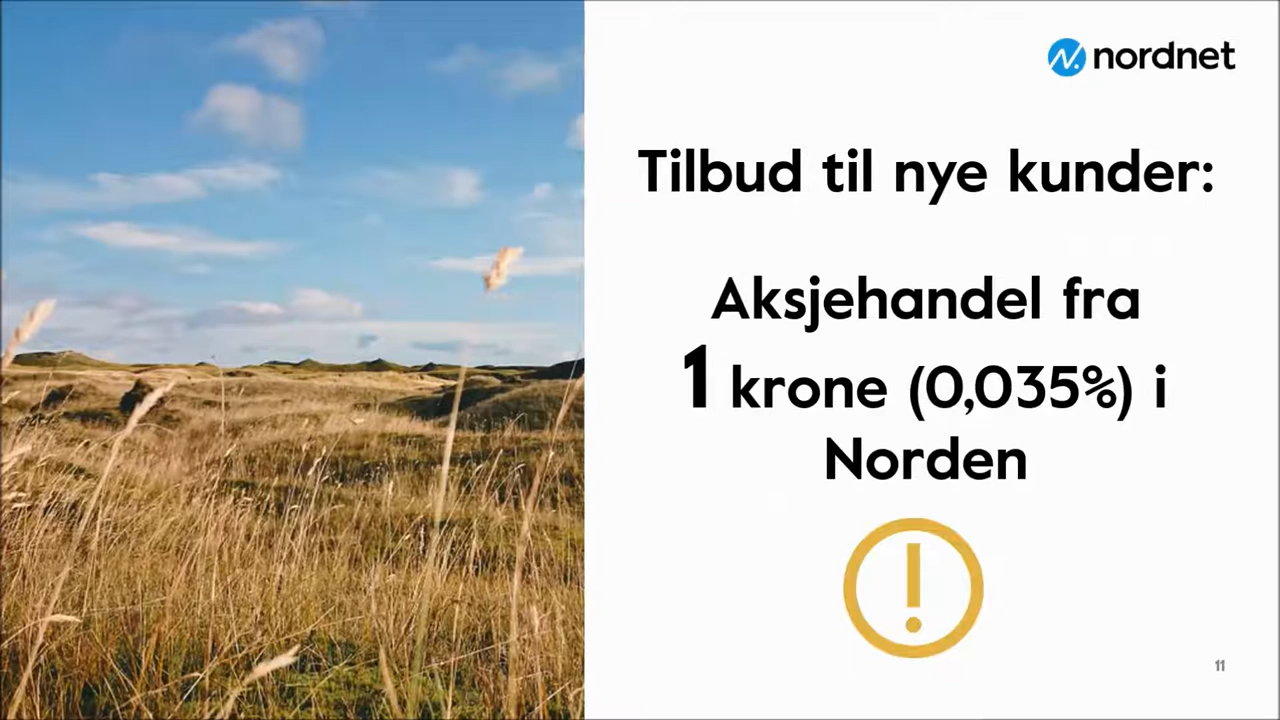 nordnet
Tilbud til nye kunder:
Aksjehandel fra
1 krone (0,035%) i
Norden
11